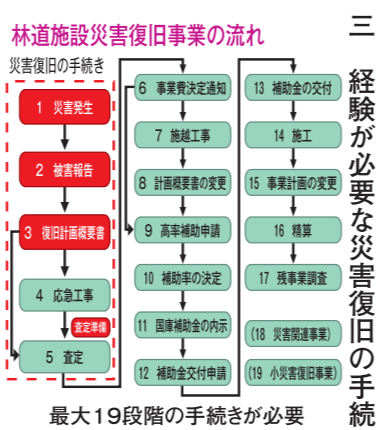 三 経験が必要な災害復旧の手続
林道施設災害復旧事業の流れ
災害復旧の手続き
1 災害発生
2 被害報告
3 復旧計画概要書
4 応急工事
査定準備
5 査定
6 事業費決定通知
7 施越工事
8 計画概要書の変更
9 高率補助申請
10 補助率の決定
11 国庫補助金の内示
12 補助金交付申請
13 補助金の交付
14 施工
15 事業計画の変更
16 精算
17 残事業調査
(18 災害関連事業)
(19 小災害復旧事業)
最大19段階の手続きが必要